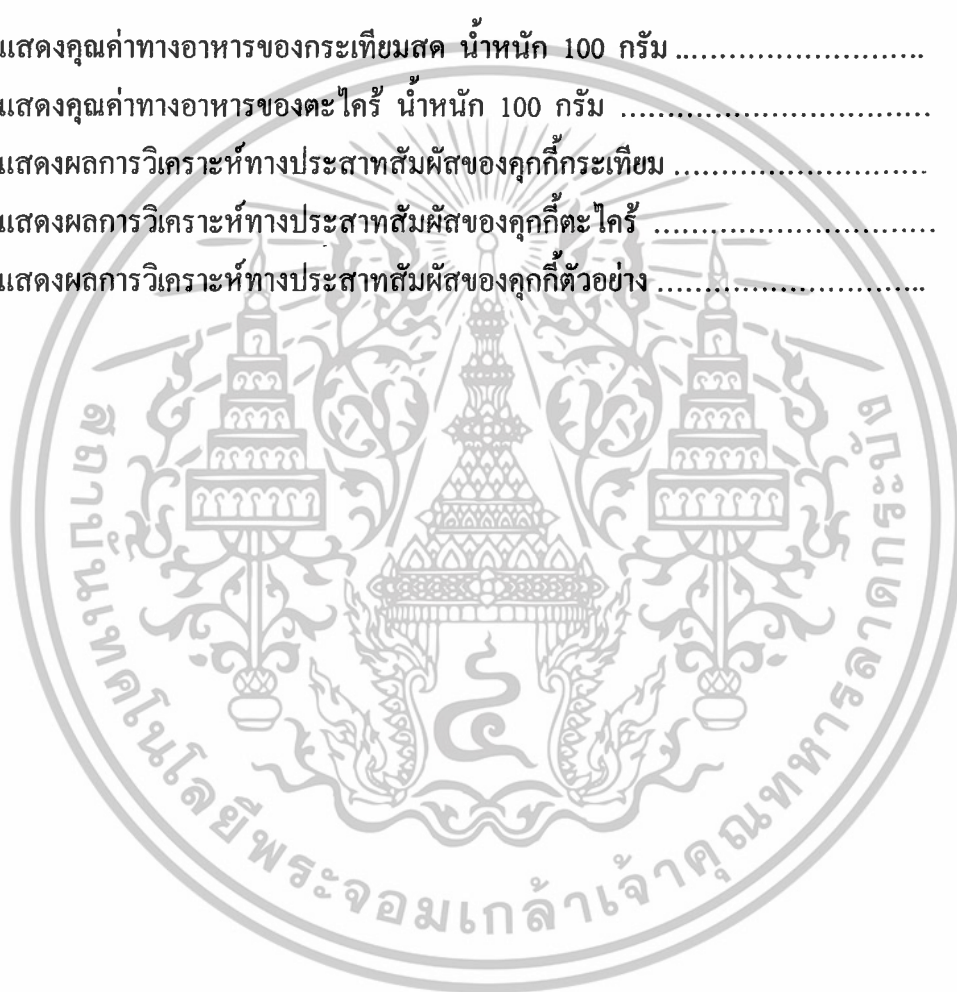 แสดงคุณค่าทางอาหารของกระเทียมสด น้ำหนัก 100 กรัม ...........................
แสดงคุณค่าทางอาหารของตะไคร้ น้ำหนัก 100 กรัม ................................
แสดงผลการวิเคราะห์ทางประสาทสัมผัสของคุกกี้กระเทียม ...........................
แสดงผลการวิเคราะห์ทางประสาทสัมผัสของคุกกี้ตะไคร้ ..............................
แสดงผลการวิเคราะห์ทางประสาทสัมผัสของคุกกี้ตัวอย่าง .............................
สถาบันเทคโนโลยีพระจอมเกล้าเจ้าคุณทหารลาดกระบัง
๔